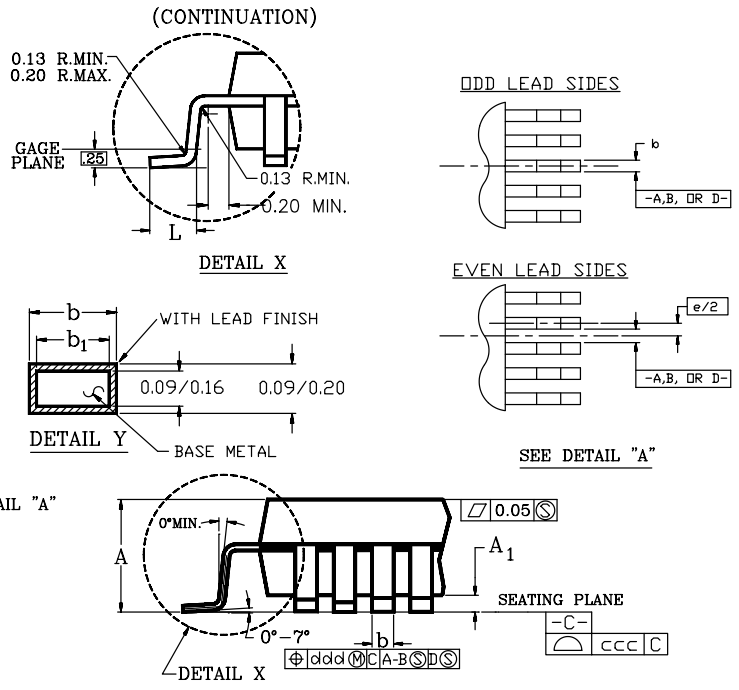 (CONTINUATION)
0.13 R.MIN.
0.20 R.MAX.
GAGE
PLANE
.25
0.13 R.MIN.
0.20 MIN.
L
DETAIL X
ODD LEAD SIDES
b
-A,B, OR D-
EVEN LEAD SIDES
e/2
-A,B, OR D-
SEE DETAIL "A"
b
b1
WITH LEAD FINISH
0.09/0.16
0.09/0.20
DETAIL Y
BASE METAL
AIL "A"
A
0° MIN.
⏥ 0.05 Ⓢ
A1
SEATING PLANE
-C-
⌓ ccc C
0°-7°
b
⌖ ddd Ⓜ C A-B Ⓢ D Ⓢ
DETAIL X